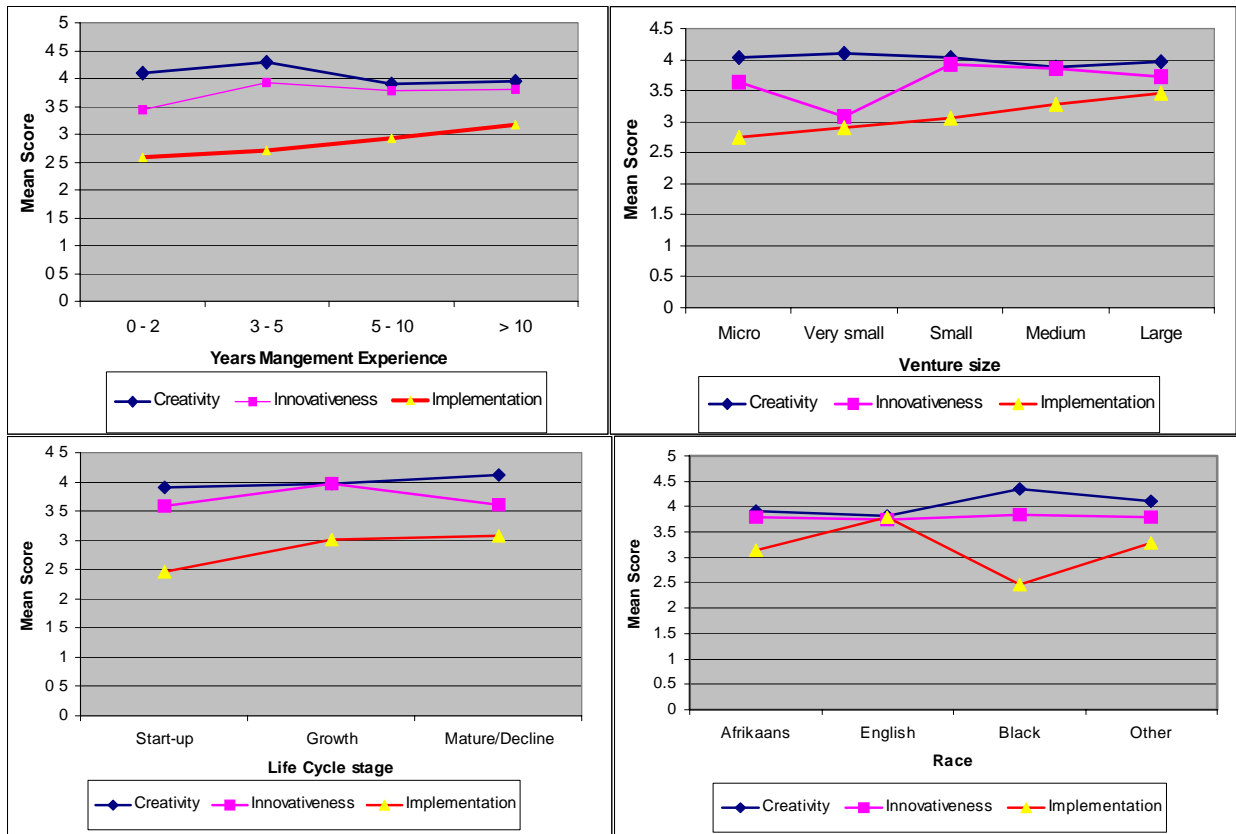 5
4 5
4
3.5
3
2.5
2
1 5
1
0 5
0
Mean Score
0 - 2 3 - 5 5 - 10 > 10
Years Mangement Experience
Creativity Innovativeness Implementation
4.5
4
3.5
3
2.5
2
1.5
1
0.5
0
Mean Score
Micro Very small Small Medium Large
Venture size
Creativity Innovativeness Implementation
4 5
4
3.5
3
2.5
2
1 5
1
0 5
0
Mean Score
Start-up Growth Mature/Decline
Life Cycle stage
Creativity Innovativeness Implementation
5
4.5
4
3.5
3
2.5
2
1.5
1
0.5
0
Mean Score
Afrikaans English Black Other
Race
Creativity Innovativeness Implementation